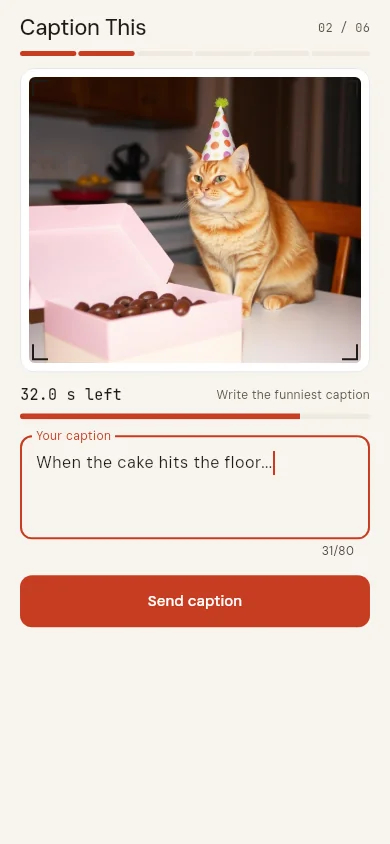 Caption This
02 / 06
32.0 s left
Write the funniest caption
Your caption
When the cake hits the floor...
31/80
Send caption